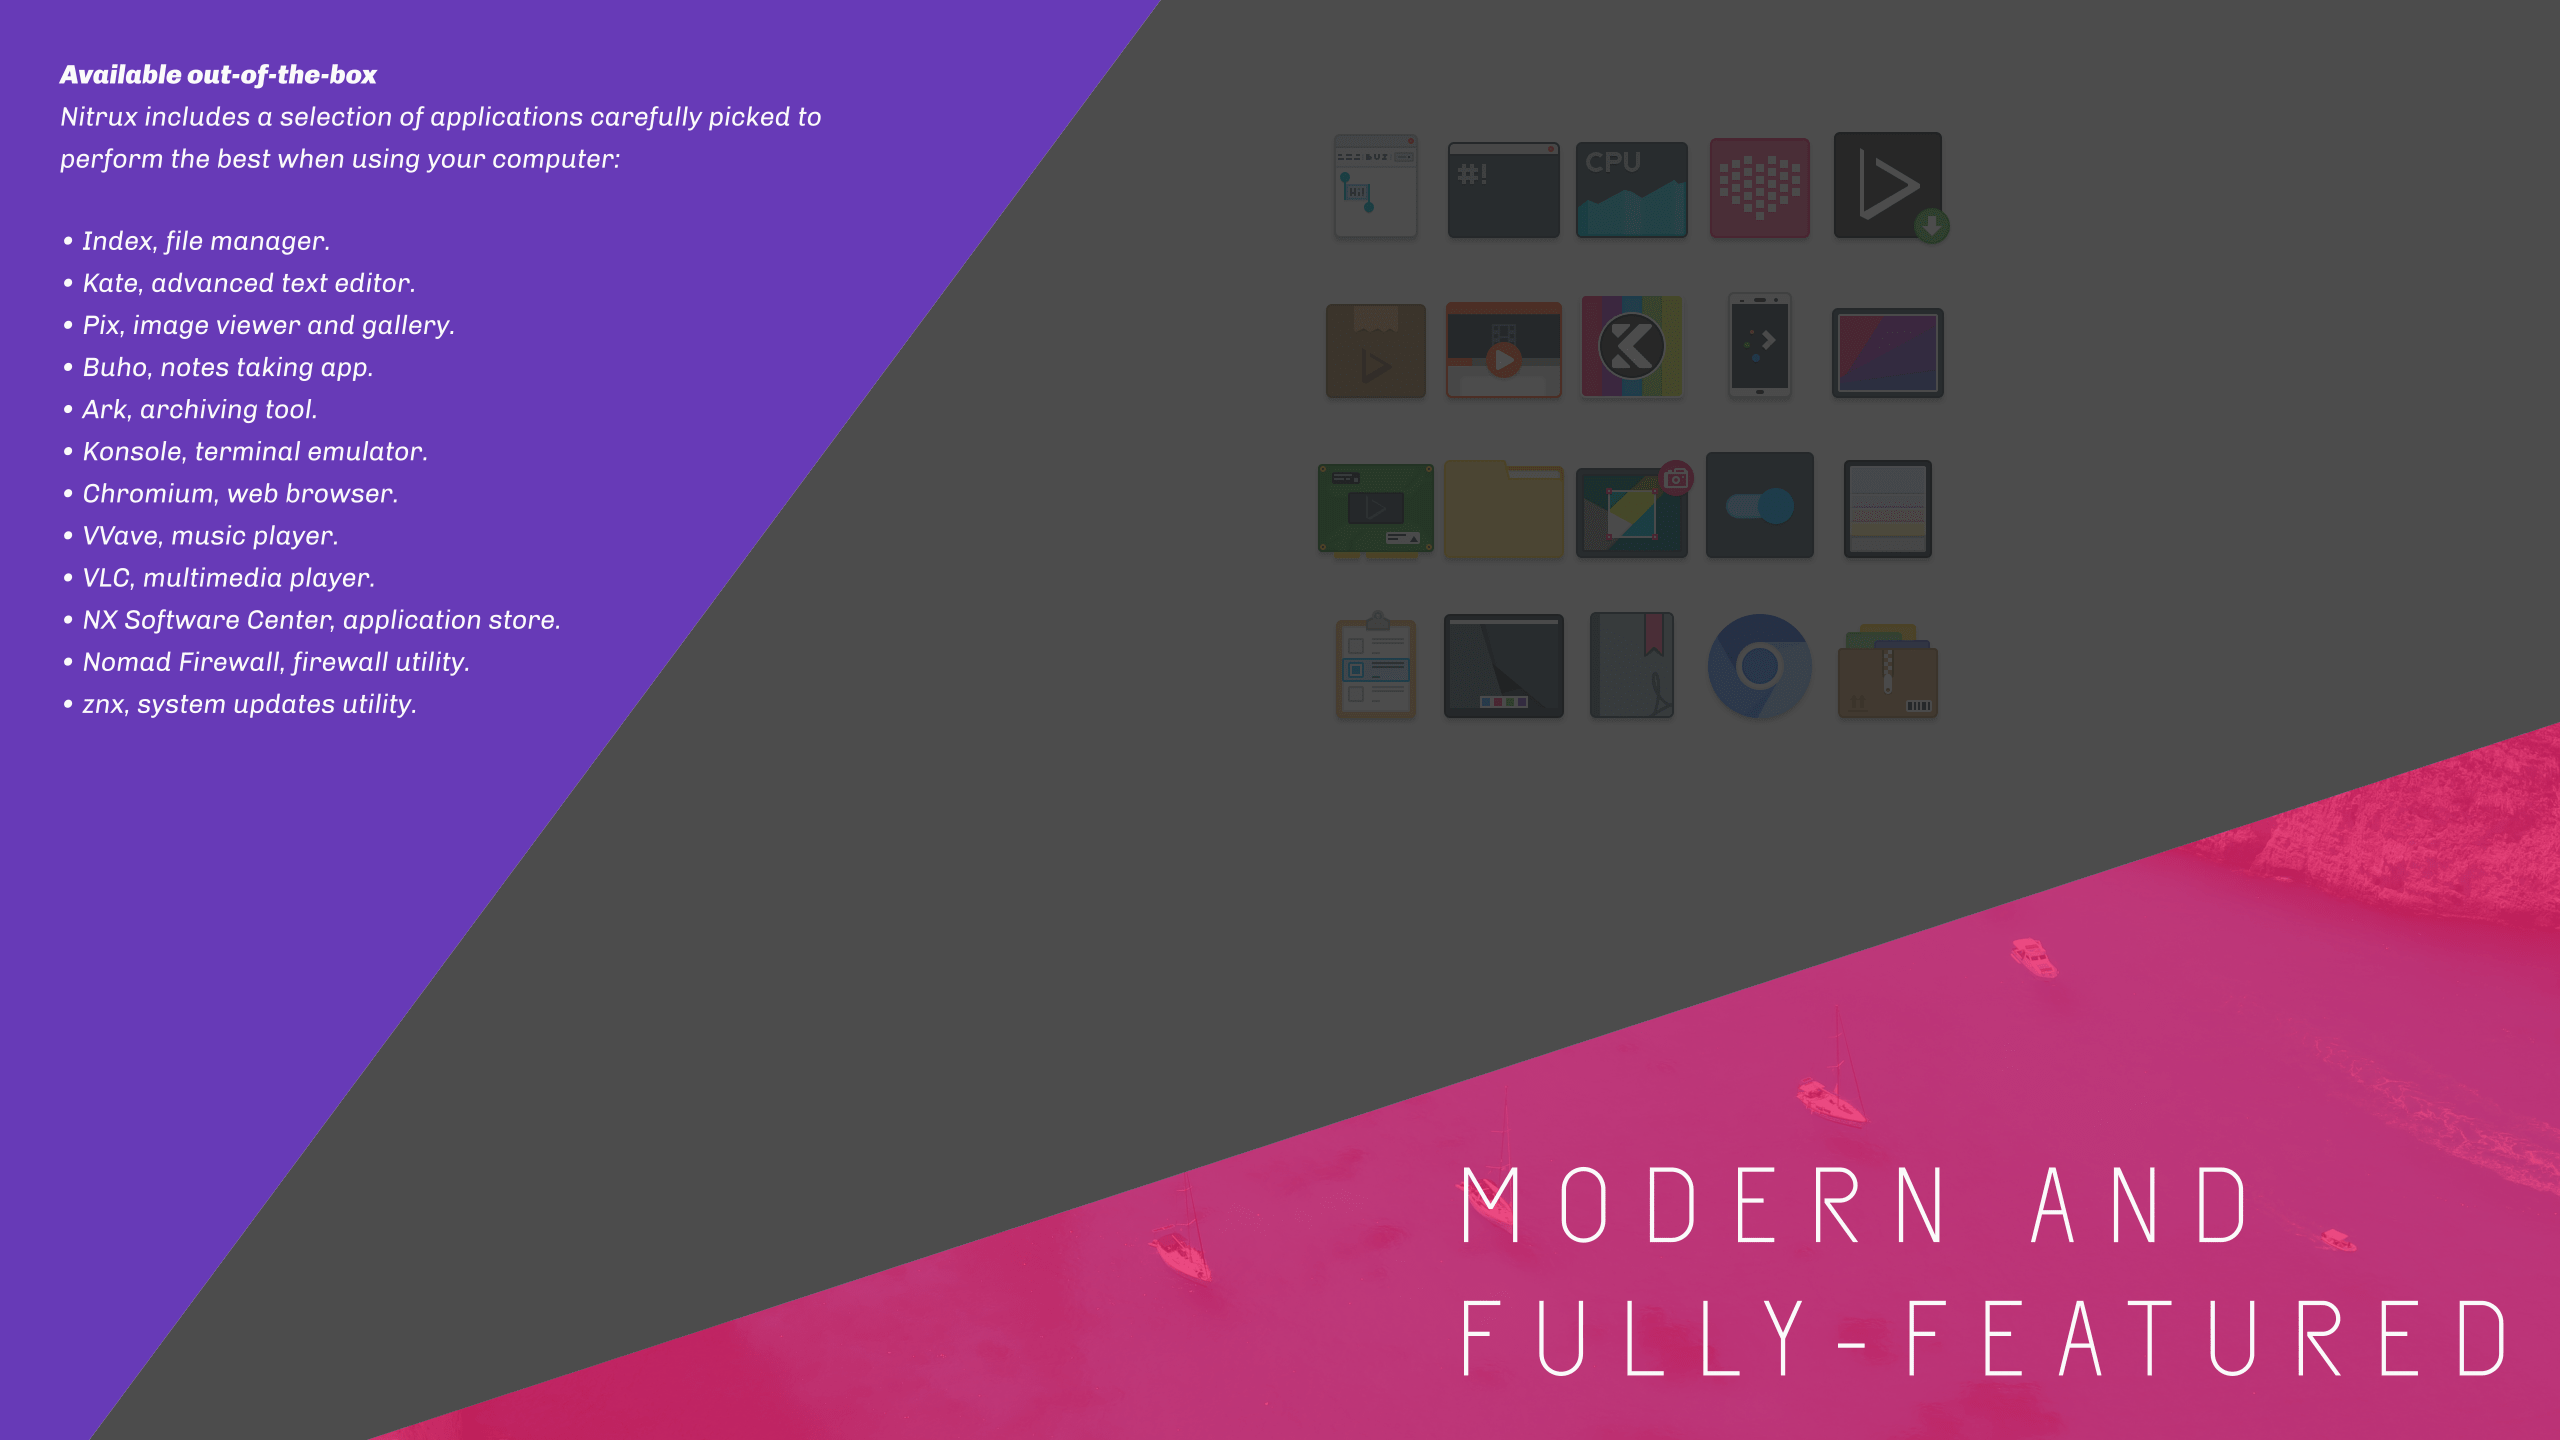 Available out-of-the-box
Nitrux includes a selection of applications carefully picked to
perform the best when using your computer:
• Index, file manager.
• Kate, advanced text editor.
• Pix, image viewer and gallery.
• Buho, notes taking app.
• Ark, archiving tool.
• Konsole, terminal emulator.
• Chromium, web browser.
• VVave, music player.
• VLC, multimedia player.
• NX Software Center, application store.
• Nomad Firewall, firewall utility.
• znx, system updates utility.
#!
CPU
Hi!
MODERN AND
FULLY-FEATURED